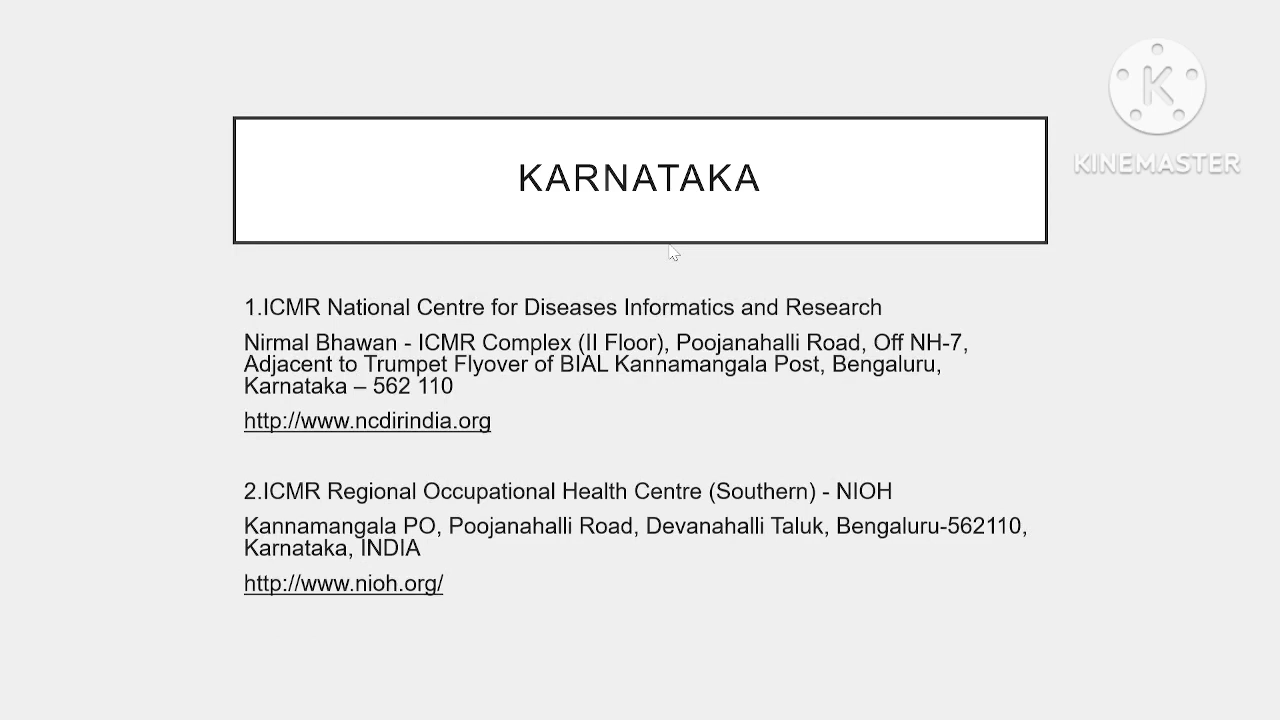 K
KINEMASTER
KARNATAKA
1.ICMR National Centre for Diseases Informatics and Research
Nirmal Bhawan - ICMR Complex (II Floor), Poojanahalli Road, Off NH-7,
Adjacent to Trumpet Flyover of BIAL Kannamangala Post, Bengaluru,
Karnataka – 562 110
http://www.ncdirindia.org
2.ICMR Regional Occupational Health Centre (Southern) - NIOH
Kannamangala PO, Poojanahalli Road, Devanahalli Taluk, Bengaluru-562110,
Karnataka, INDIA
http://www.nioh.org/